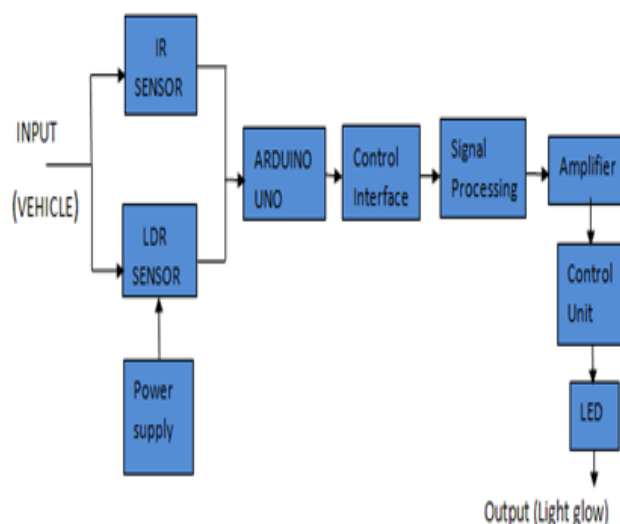 IR
SENSOR
INPUT
(VEHICLE)
LDR
SENSOR
Power
supply
ARDUINO
UNO
Control
Interface
Signal
Processing
Amplifier
Control
Unit
LED
Output (Light glow)